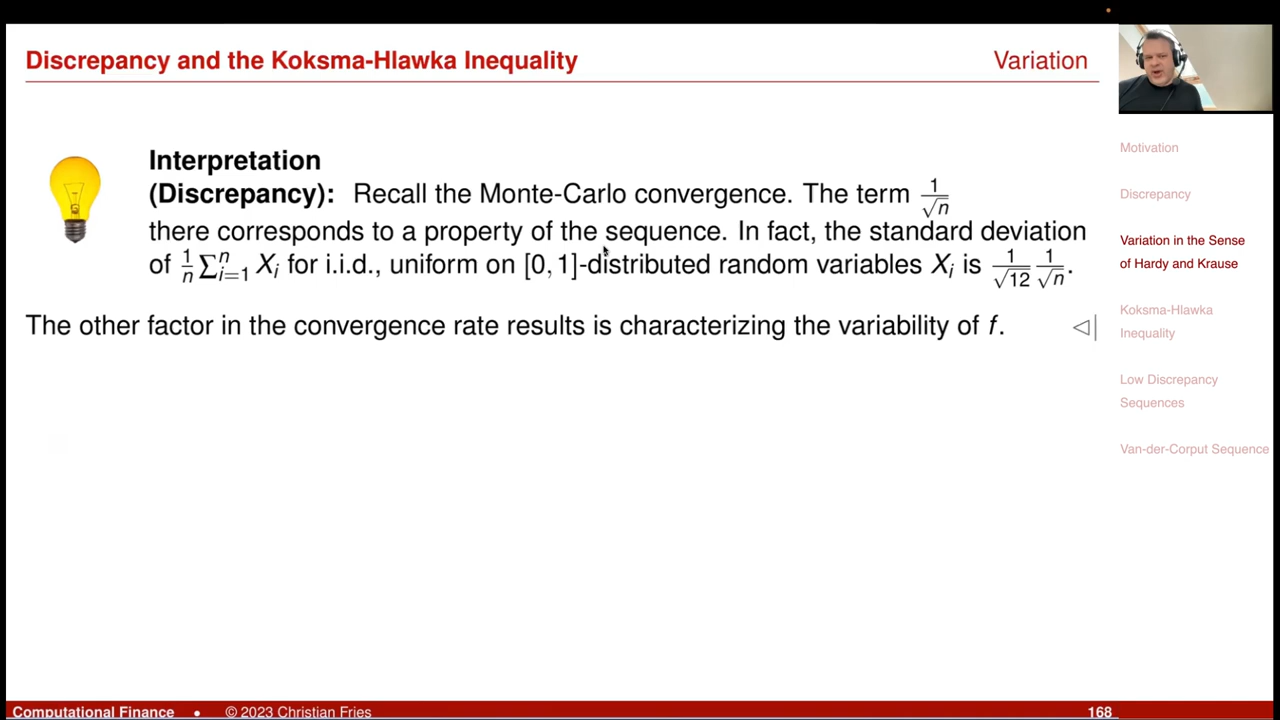 Discrepancy and the Koksma-Hlawka Inequality
Variation
Interpretation
(Discrepancy): Recall the Monte-Carlo convergence. The term 1/√n
there corresponds to a property of the sequence. In fact, the standard deviation
of 1/n ∑ⁿᵢ₌₁ Xᵢ for i.i.d., uniform on [0, 1]-distributed random variables Xᵢ is 1/√12 1/√n.
The other factor in the convergence rate results is characterizing the variability of f. ◁|
Motivation
Discrepancy
Variation in the Sense
of Hardy and Krause
Koksma-Hlawka
Inequality
Low Discrepancy
Sequences
Van-der-Corput Sequence
Computational Finance • © 2023 Christian Fries 168